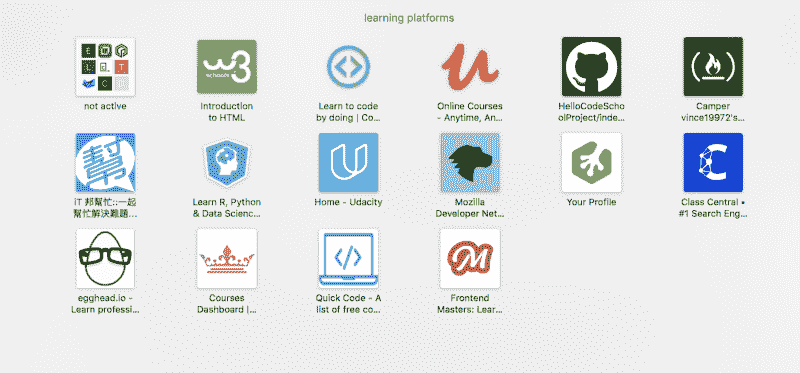 learning platforms
not active
Introduction
to HTML
Learn to code
by doing | Co...
Online Courses
- Anytime, An...
HelloCodeScho
olProject/inde...
Camper
vince19972's...
iT 邦幫忙::一起
幫忙解決難題...
Learn R, Python
& Data Scienc...
Home - Udacity
Mozilla
Developer Net...
Your Profile
Class Central •
#1 Search Eng...
egghead.io -
Learn professi...
Courses
Dashboard |...
Quick Code - A
list of free co...
Frontend
Masters: Lear...